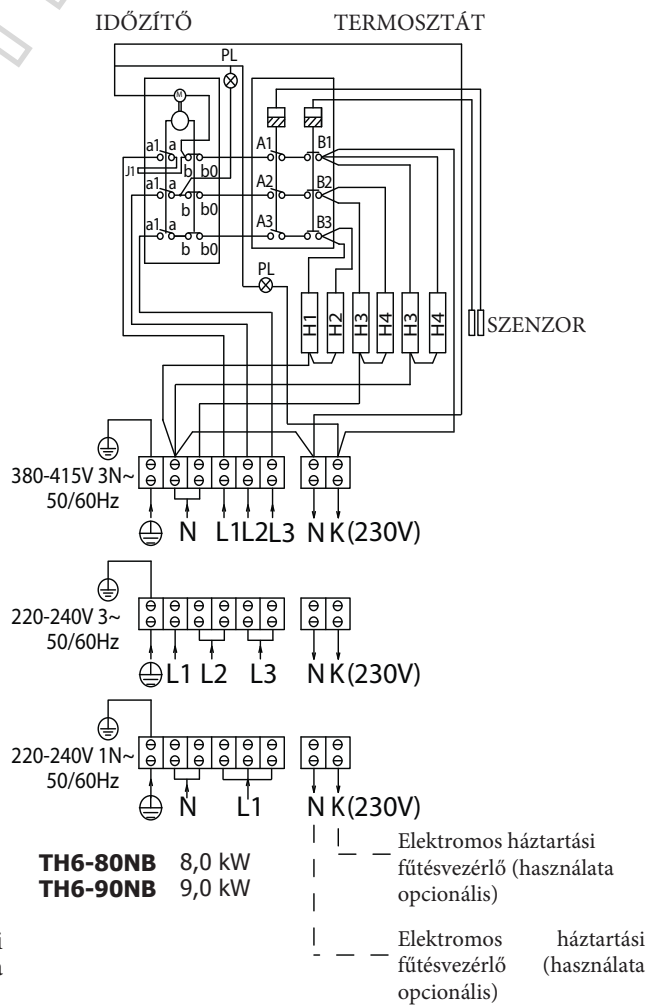 IDŐZÍTŐ TERMOSZTÁT
PL
M
a1 a A1 B1
J1 b b0
a1 a A2 B2
b b0
a1 a A3 B3
b b0
PL
H1 H2 H3 H4 H3 H4
SZENZOR
380-415V 3N~
50/60Hz
N L1 L2 L3 N K (230V)
220-240V 3~
50/60Hz
L1 L2 L3 N K (230V)
220-240V 1N~
50/60Hz
N L1 N K (230V)
TH6-80NB 8,0 kW
TH6-90NB 9,0 kW
Elektromos háztartási
fűtésvezérlő (használata
opcionális)
Elektromos háztartási
fűtésvezérlő (használata
opcionális)